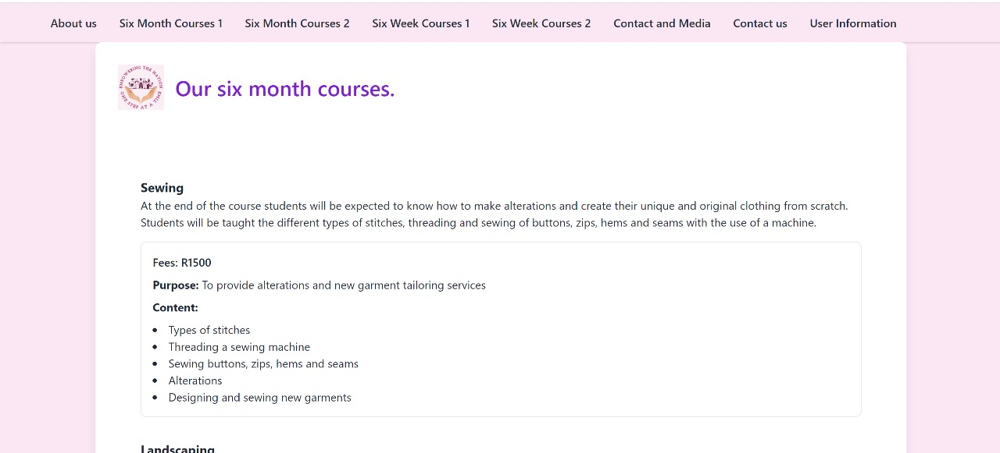 About us Six Month Courses 1 Six Month Courses 2 Six Week Courses 1 Six Week Courses 2 Contact and Media Contact us User Information
EMPOWERING THE NATION
ONE STEP AT A TIME
Our six month courses.
Sewing
At the end of the course students will be expected to know how to make alterations and create their unique and original clothing from scratch.
Students will be taught the different types of stitches, threading and sewing of buttons, zips, hems and seams with the use of a machine.
Fees: R1500
Purpose: To provide alterations and new garment tailoring services
Content:
• Types of stitches
• Threading a sewing machine
• Sewing buttons, zips, hems and seams
• Alterations
• Designing and sewing new garments
Landscaping